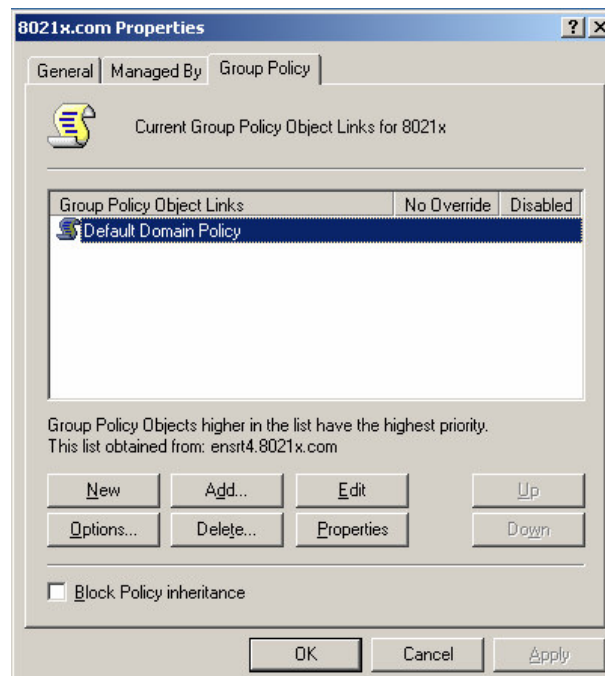 8021x.com Properties
General Managed By Group Policy
Current Group Policy Object Links for 8021x
Group Policy Object Links No Override Disabled
Default Domain Policy
Group Policy Objects higher in the list have the highest priority.
This list obtained from: ensrt4.8021x.com
New Add... Edit Up
Options... Delete... Properties Down
Block Policy inheritance
OK Cancel Apply